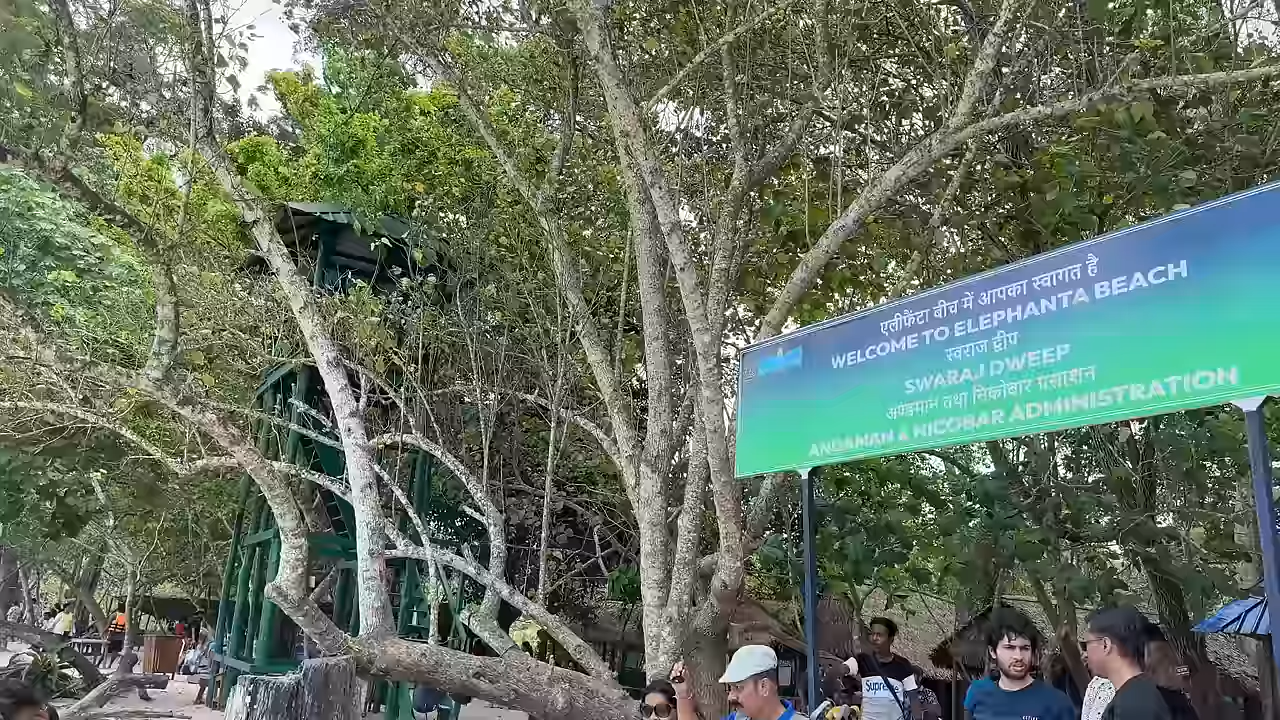 एलीफैंटा बीच में आपका स्वागत है
WELCOME TO ELEPHANTA BEACH
स्वराज द्वीप
SWARAJ DWEEP
अण्डमान तथा निकोबार प्रशासन
ANDAMAN & NICOBAR ADMINISTRATION
Supreme